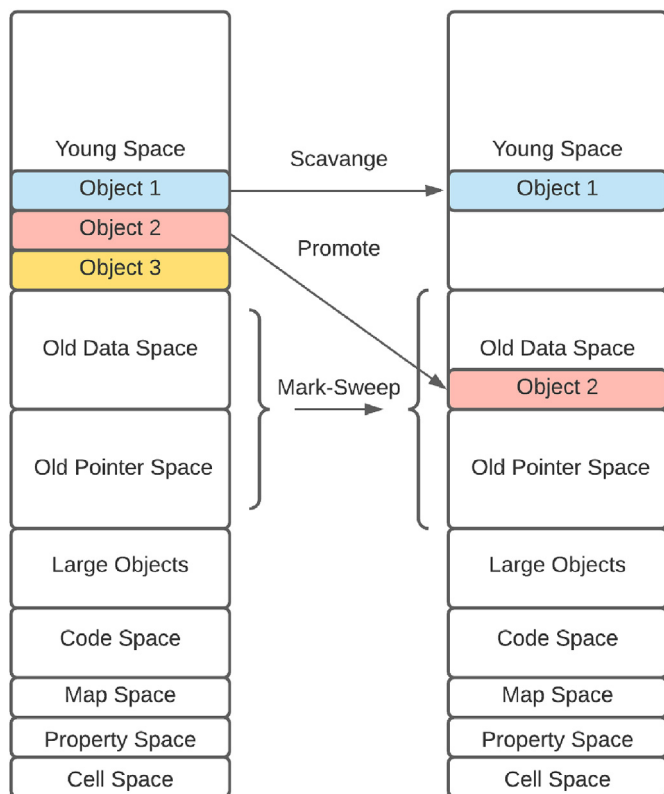 Young Space
Object 1
Object 2
Object 3
Old Data Space
Old Pointer Space
Large Objects
Code Space
Map Space
Property Space
Cell Space
Scavange
Promote
Mark-Sweep
Young Space
Object 1
Old Data Space
Object 2
Old Pointer Space
Large Objects
Code Space
Map Space
Property Space
Cell Space